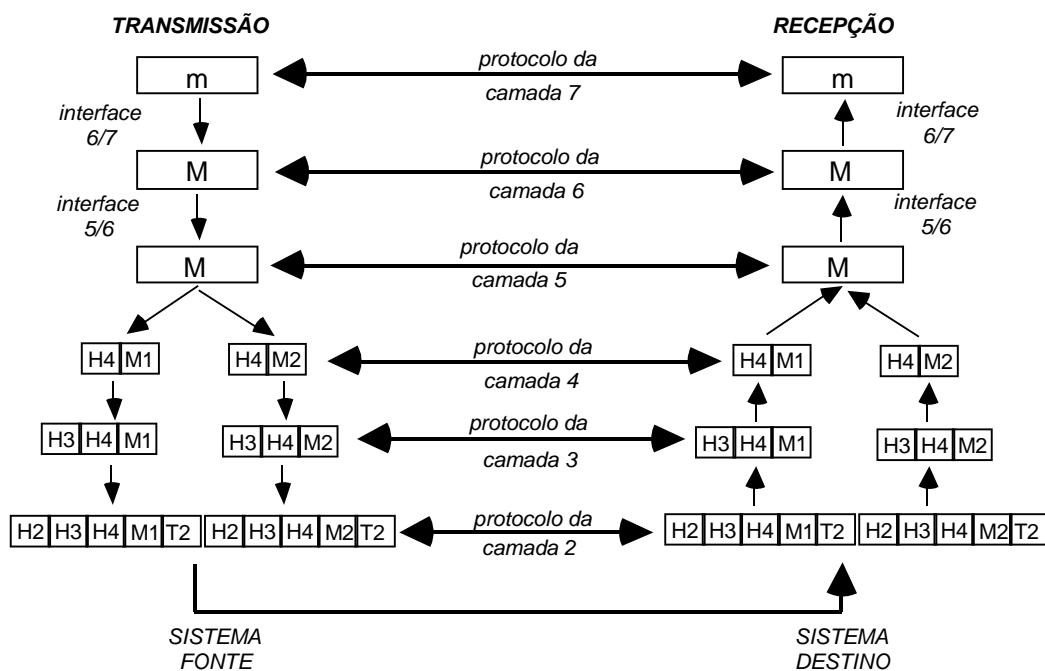 TRANSMISSÃO
RECEPÇÃO
m
protocolo da
camada 7
m
interface
6/7
interface
6/7
M
protocolo da
camada 6
M
interface
5/6
interface
5/6
M
protocolo da
camada 5
M
H4 M1
H4 M2
protocolo da
camada 4
H4 M1
H4 M2
H3 H4 M1
H3 H4 M2
protocolo da
camada 3
H3 H4 M1
H3 H4 M2
H2 H3 H4 M1 T2
H2 H3 H4 M2 T2
protocolo da
camada 2
H2 H3 H4 M1 T2
H2 H3 H4 M2 T2
SISTEMA
FONTE
SISTEMA
DESTINO